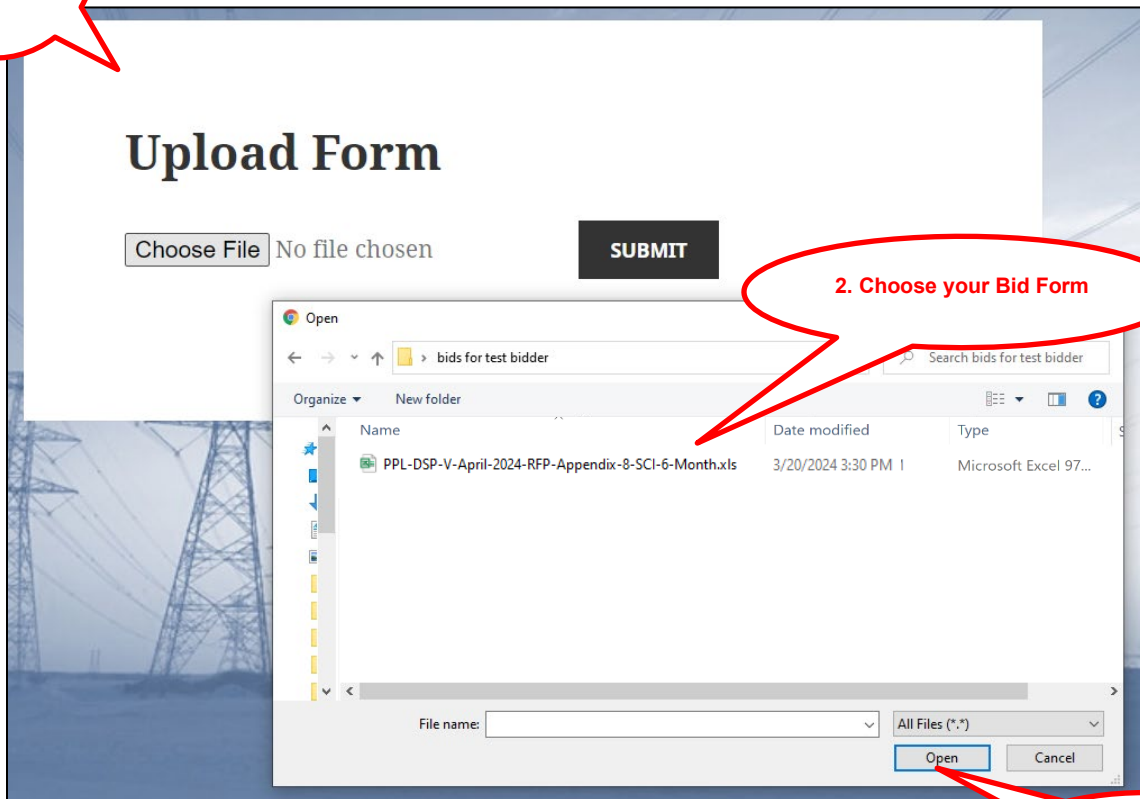 Upload Form
Choose File No file chosen
SUBMIT
2. Choose your Bid Form
Open
bids for test bidder
Search bids for test bidder
Organize
New folder
Name
Date modified
Type
PPL-DSP-V-April-2024-RFP-Appendix-8-SCI-6-Month.xls
3/20/2024 3:30 PM
Microsoft Excel 97...
File name:
All Files (*.*)
Open
Cancel